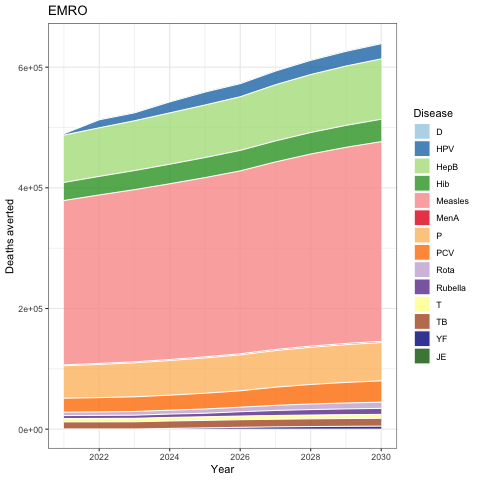 EMRO
Deaths averted
6e+05
4e+05
2e+05
0e+00
2022
2024
2026
2028
2030
Year
Disease
D
HPV
HepB
Hib
Measles
MenA
P
PCV
Rota
Rubella
T
TB
YF
JE